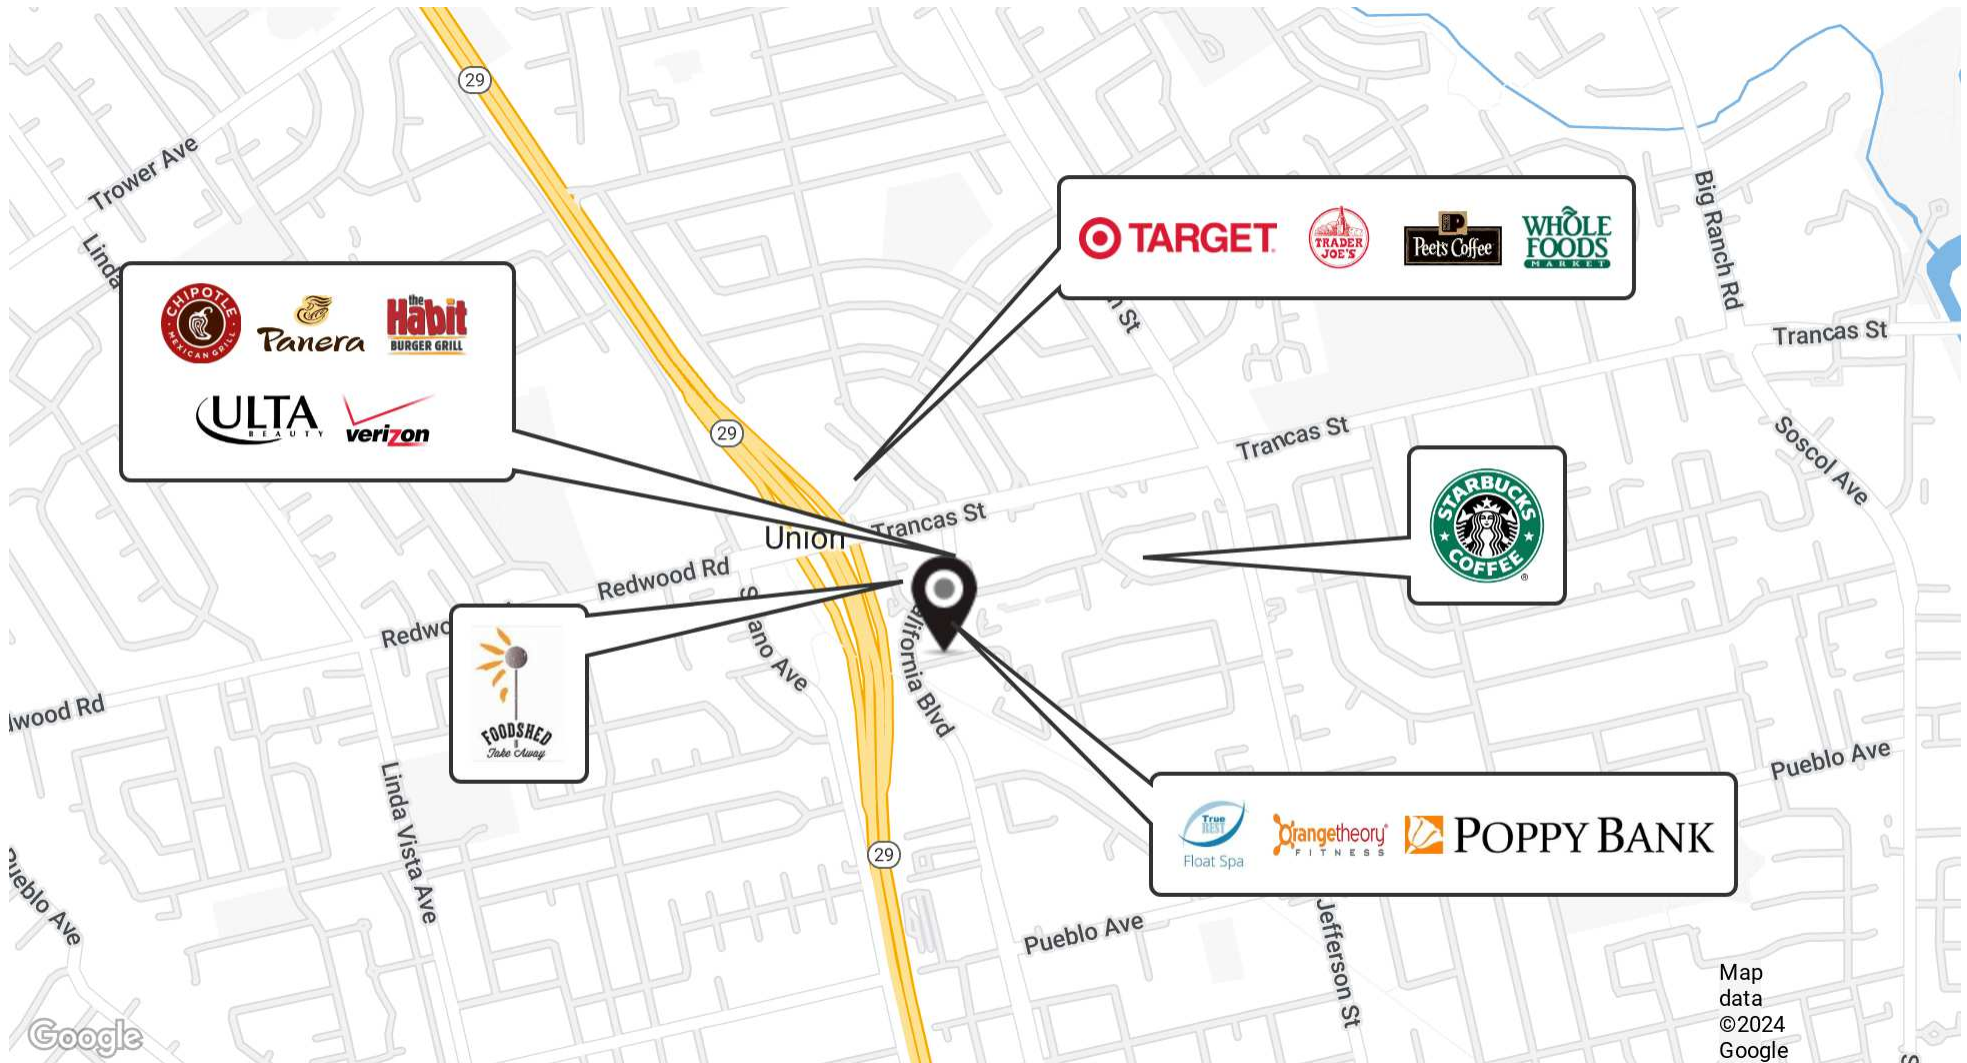 29
Trower Ave
Linda
Big Ranch Rd
TARGET
TRADER
JOE'S
Peet's Coffee
WHOLE
FOODS
MARKET
CHIPOTLE
MEXICAN GRILL
Panera
the
Habit
BURGER GRILL
ULTA
BEAUTY
verizon
n St
Trancas St
29
Trancas St
Soscol Ave
STARBUCKS
COFFEE
®
Trancas St
Union
Redwood Rd
Redwo
ano Ave
alifornia Blvd
FOODSHED
Take Away
wood Rd
Linda Vista Ave
Pueblo Ave
True
REST
Float Spa
Orangetheory®
FITNESS
POPPY BANK
29
Pueblo Ave
Pueblo Ave
Jefferson St
Map
data
©2024
Google
Google